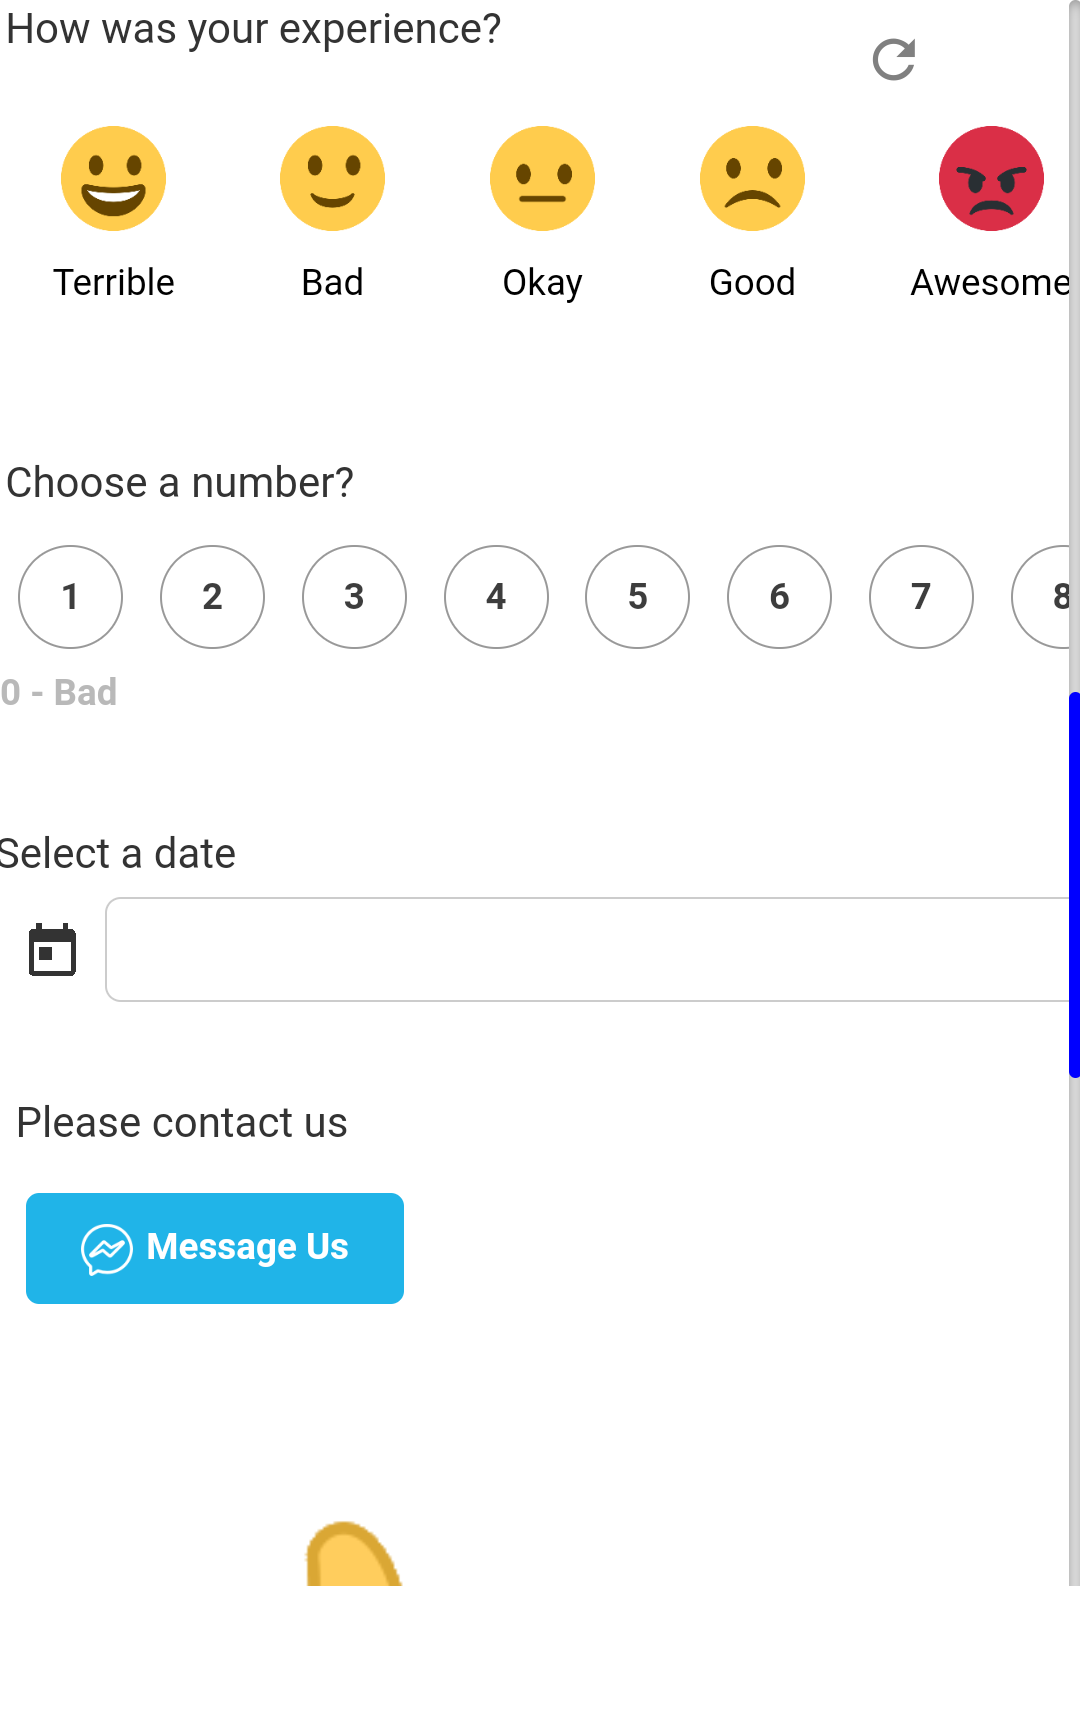 How was your experience?
Terrible Bad Okay Good Awesome
Choose a number?
1 2 3 4 5 6 7 8
0 - Bad
Select a date
Please contact us
Message Us